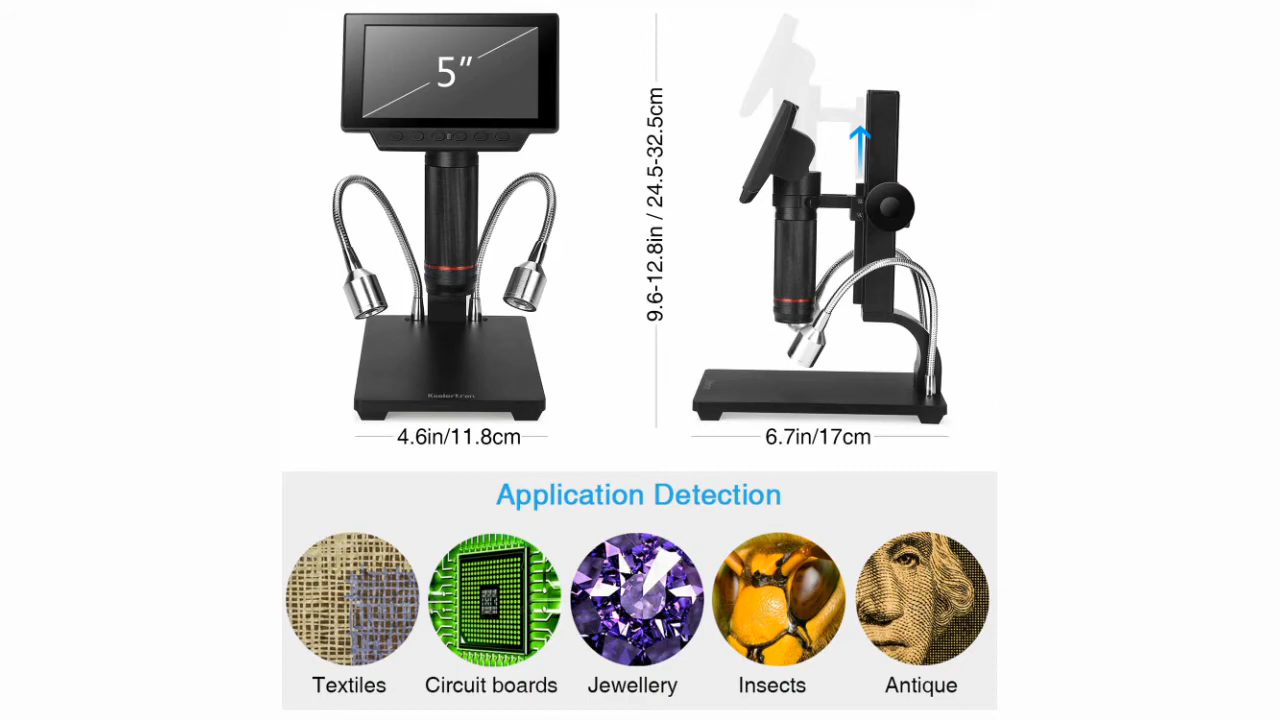 5"
9.6-12.8in / 24.5-32.5cm
Koolertron
4.6in/11.8cm
6.7in/17cm
Application Detection
Textiles
Circuit boards
Jewellery
Insects
Antique